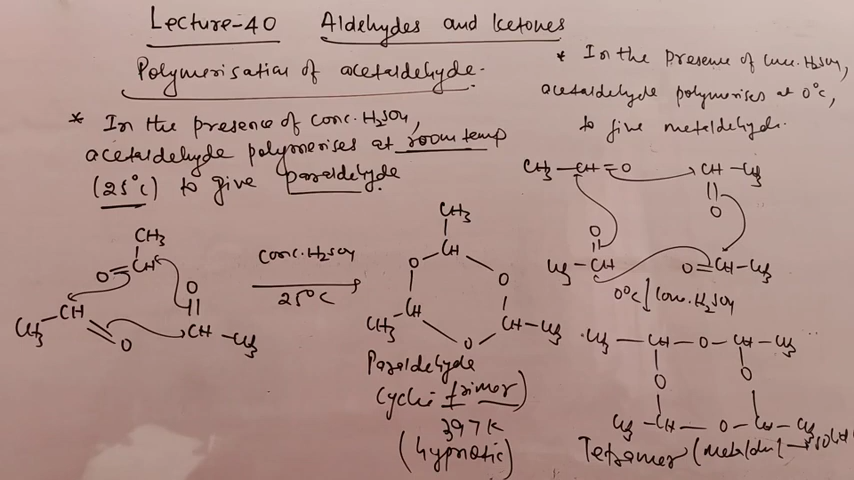 Lecture-40 Aldehydes and Ketones
Polymerisation of acetaldehyde.
* In the presence of conc. H2SO4,
acetaldehyde polymerises at room temp
(25°C) to give paraldehyde.
CH3
O=CH
CH
CH3
O
O
CH-CH3
conc. H2SO4
25°C
CH3
CH
O
O
CH
CH3
CH-CH3
O
Paraldehyde
Cyclic trimer)
397K
(hypnotic)
* In the presence of conc. H2SO4,
acetaldehyde polymerises at 0°C,
to give metaldehyde.
CH3-CH=O CH-CH3
O
O
CH3-CH O=CH-CH3
0°C conc. H2SO4
CH3-CH-O-CH-CH3
O O
CH3-CH-O-CH-CH3
Tetramer